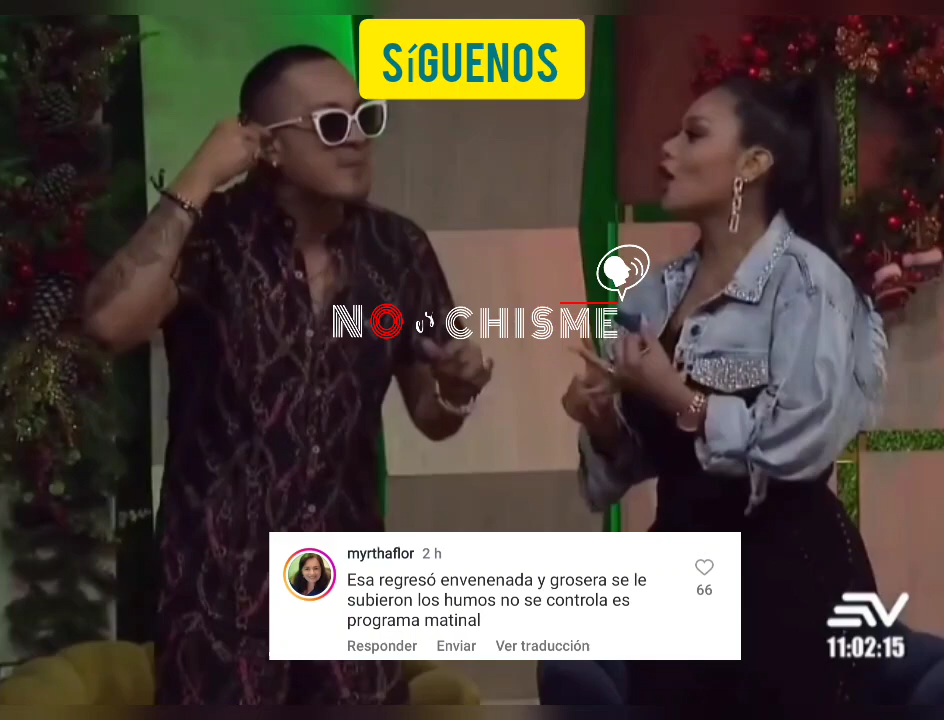 SíGUENOS
NO es CHISME
myrthaflor 2 h
Esa regresó envenenada y grosera se le
subieron los humos no se controla es
programa matinal
66
Responder Enviar Ver traducción
11:02:15